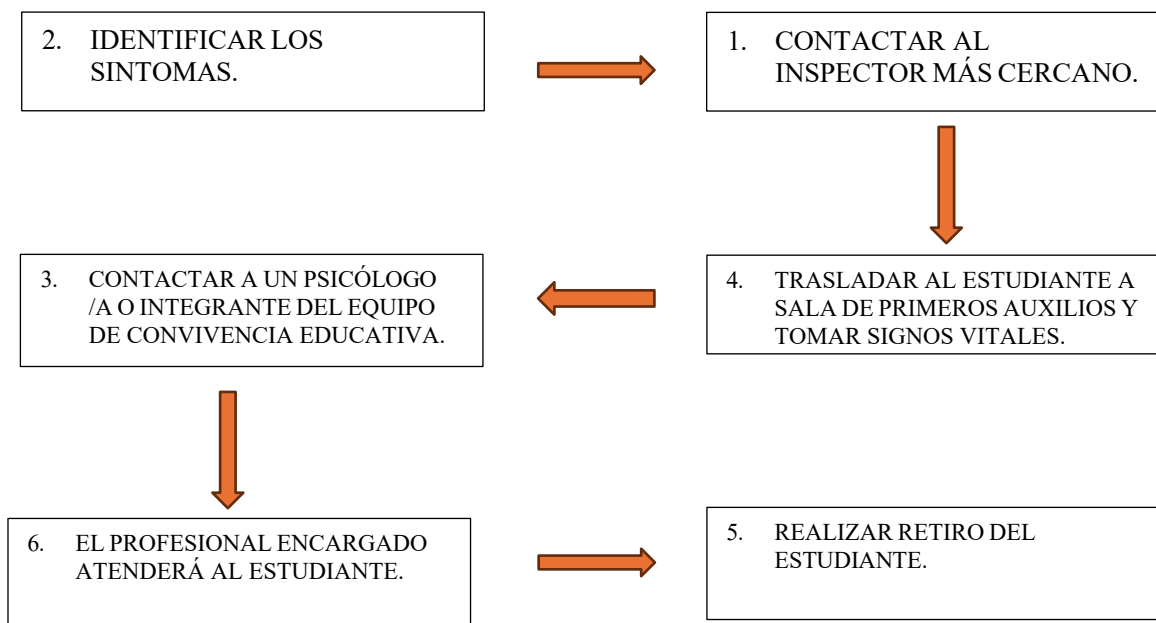 2. IDENTIFICAR LOS
SINTOMAS.
1. CONTACTAR AL
INSPECTOR MÁS CERCANO.
3. CONTACTAR A UN PSICÓLOGO
/A O INTEGRANTE DEL EQUIPO
DE CONVIVENCIA EDUCATIVA.
4. TRASLADAR AL ESTUDIANTE A
SALA DE PRIMEROS AUXILIOS Y
TOMAR SIGNOS VITALES.
6. EL PROFESIONAL ENCARGADO
ATENDERÁ AL ESTUDIANTE.
5. REALIZAR RETIRO DEL
ESTUDIANTE.